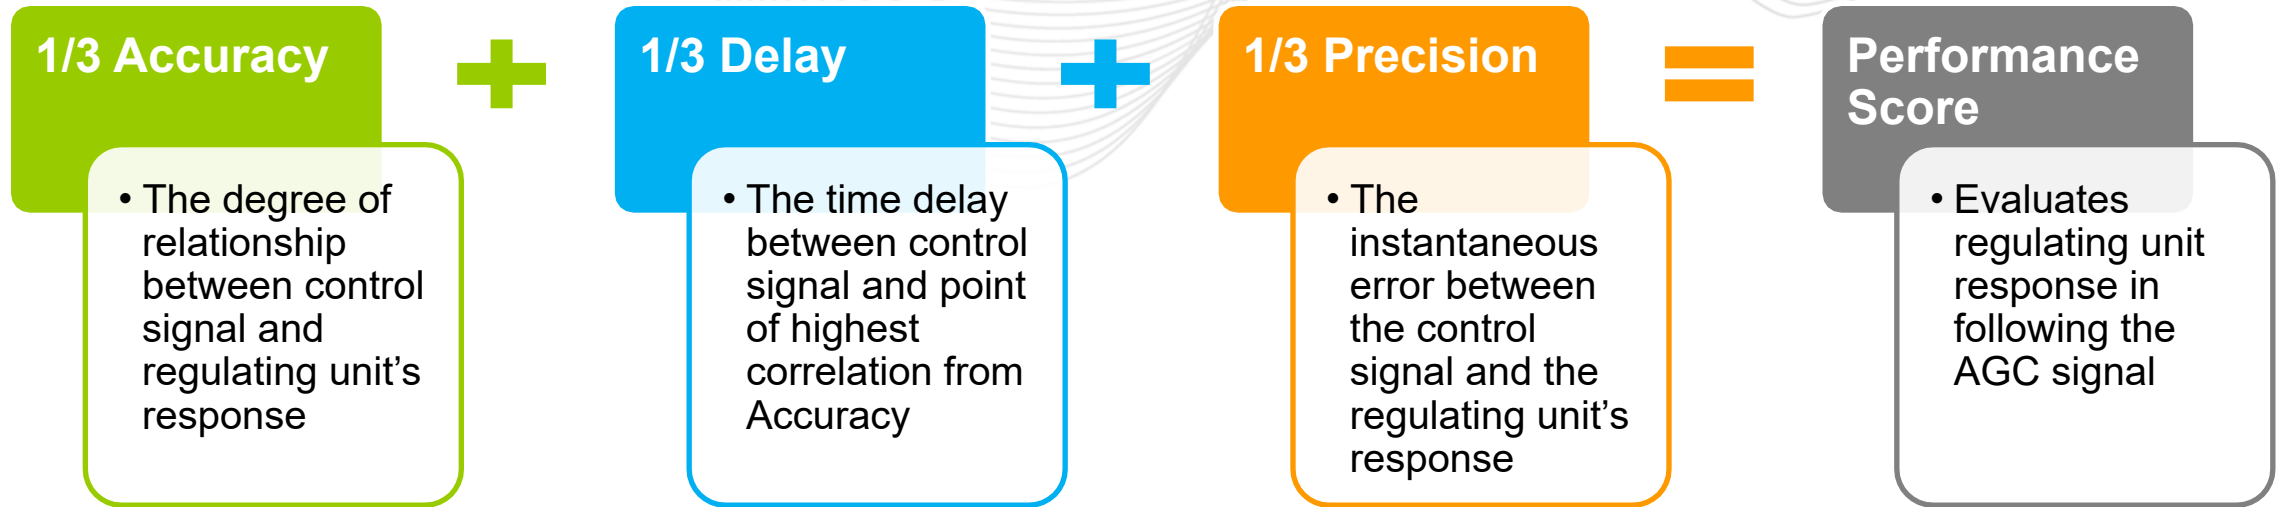 1/3 Accuracy
• The degree of
relationship
between control
signal and
regulating unit’s
response
1/3 Delay
• The time delay
between control
signal and point
of highest
correlation from
Accuracy
1/3 Precision
• The
instantaneous
error between
the control
signal and the
regulating unit’s
response
Performance
Score
• Evaluates
regulating unit
response in
following the
AGC signal